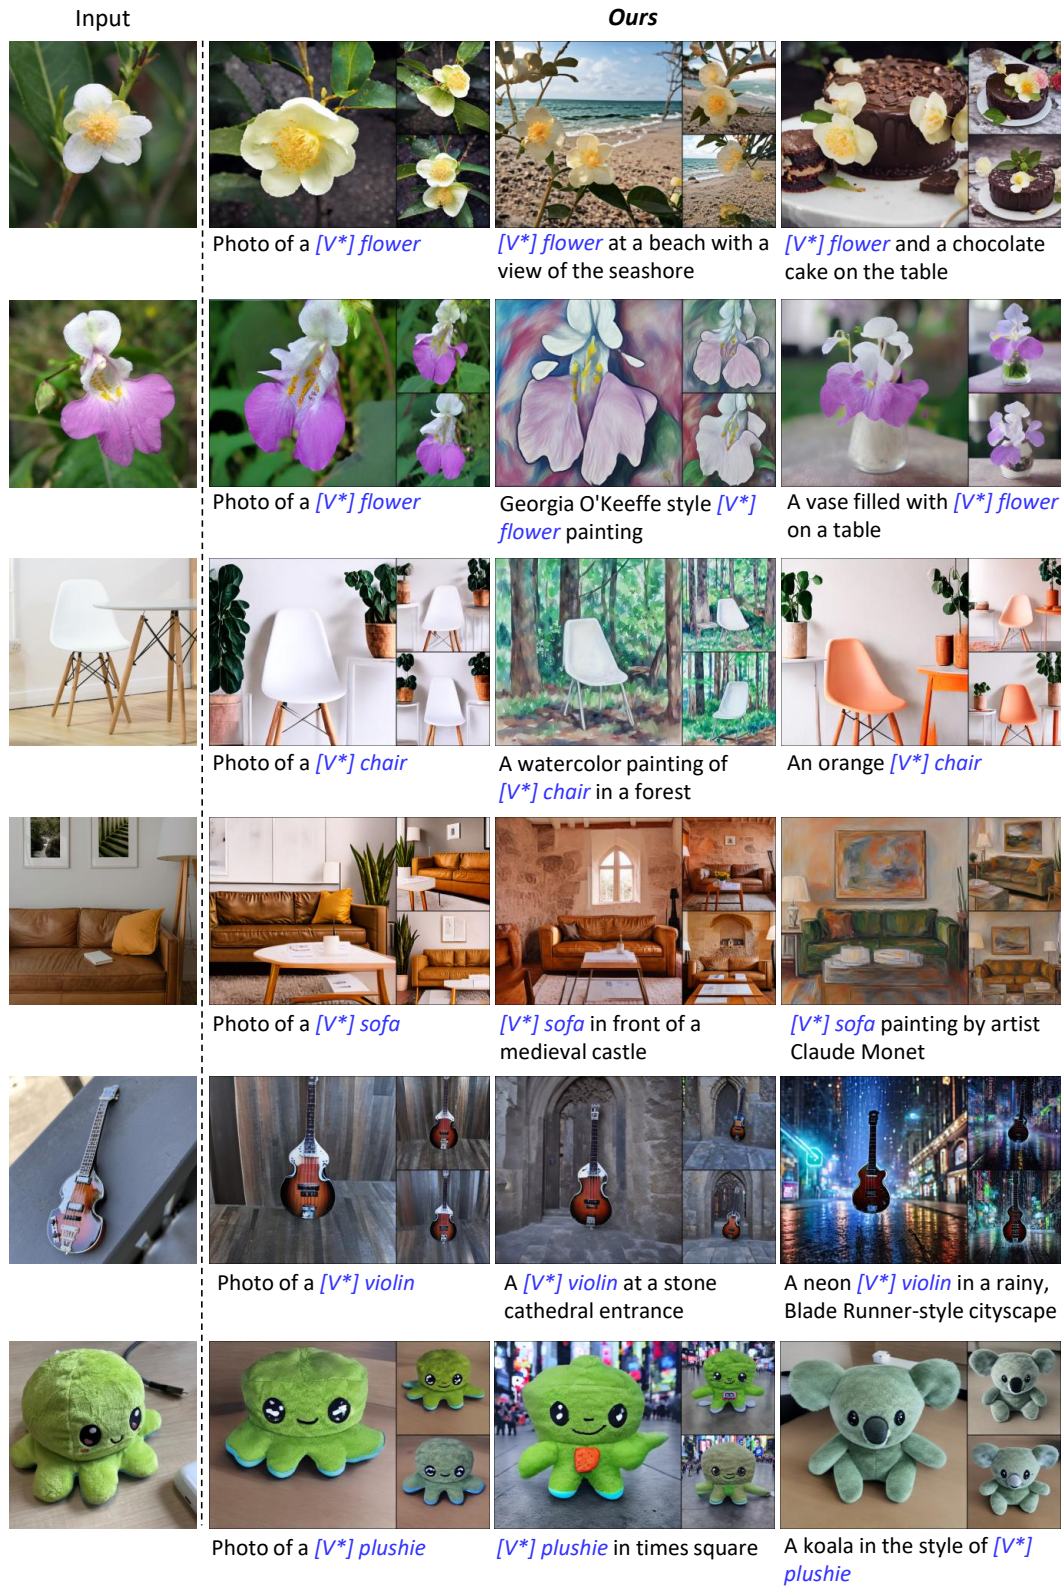 Input
Ours
Photo of a [V*] flower
[V*] flower at a beach with a
view of the seashore
[V*] flower and a chocolate
cake on the table
Photo of a [V*] flower
Georgia O'Keeffe style [V*]
flower painting
A vase filled with [V*] flower
on a table
Photo of a [V*] chair
A watercolor painting of
[V*] chair in a forest
An orange [V*] chair
Photo of a [V*] sofa
[V*] sofa in front of a
medieval castle
[V*] sofa painting by artist
Claude Monet
Photo of a [V*] violin
A [V*] violin at a stone
cathedral entrance
A neon [V*] violin in a rainy,
Blade Runner-style cityscape
Photo of a [V*] plushie
[V*] plushie in times square
A koala in the style of [V*]
plushie